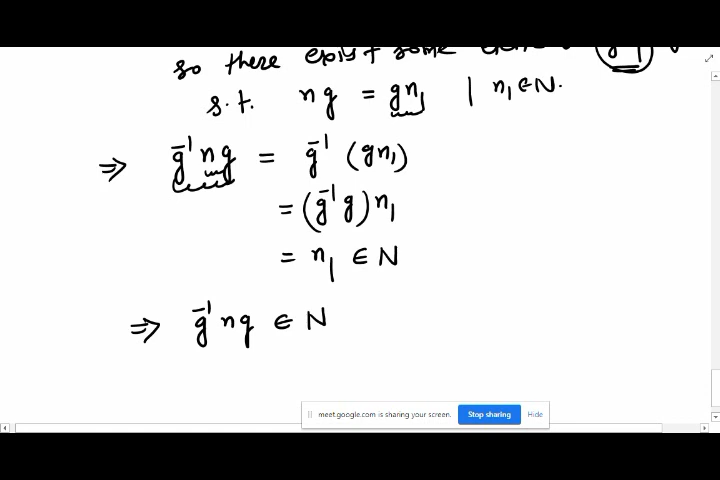 so there exist some
s.t. ng = gn₁ | n₁ ∈ N.
⇒ g⁻¹ng = g⁻¹ (gn₁)
= (g⁻¹g) n₁
= n₁ ∈ N
⇒ g⁻¹ng ∈ N
meet.google.com is sharing your screen. Stop sharing Hide